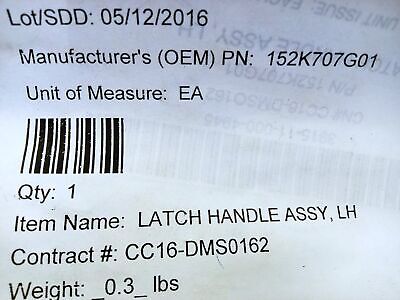 Lot/SDD: 05/12/2016
Manufacturer's (OEM) PN: 152K707G01
Unit of Measure: EA
Qty: 1
Item Name: LATCH HANDLE ASSY, LH
Contract #: CC16-DMS0162
Weight: _0.3_ lbs